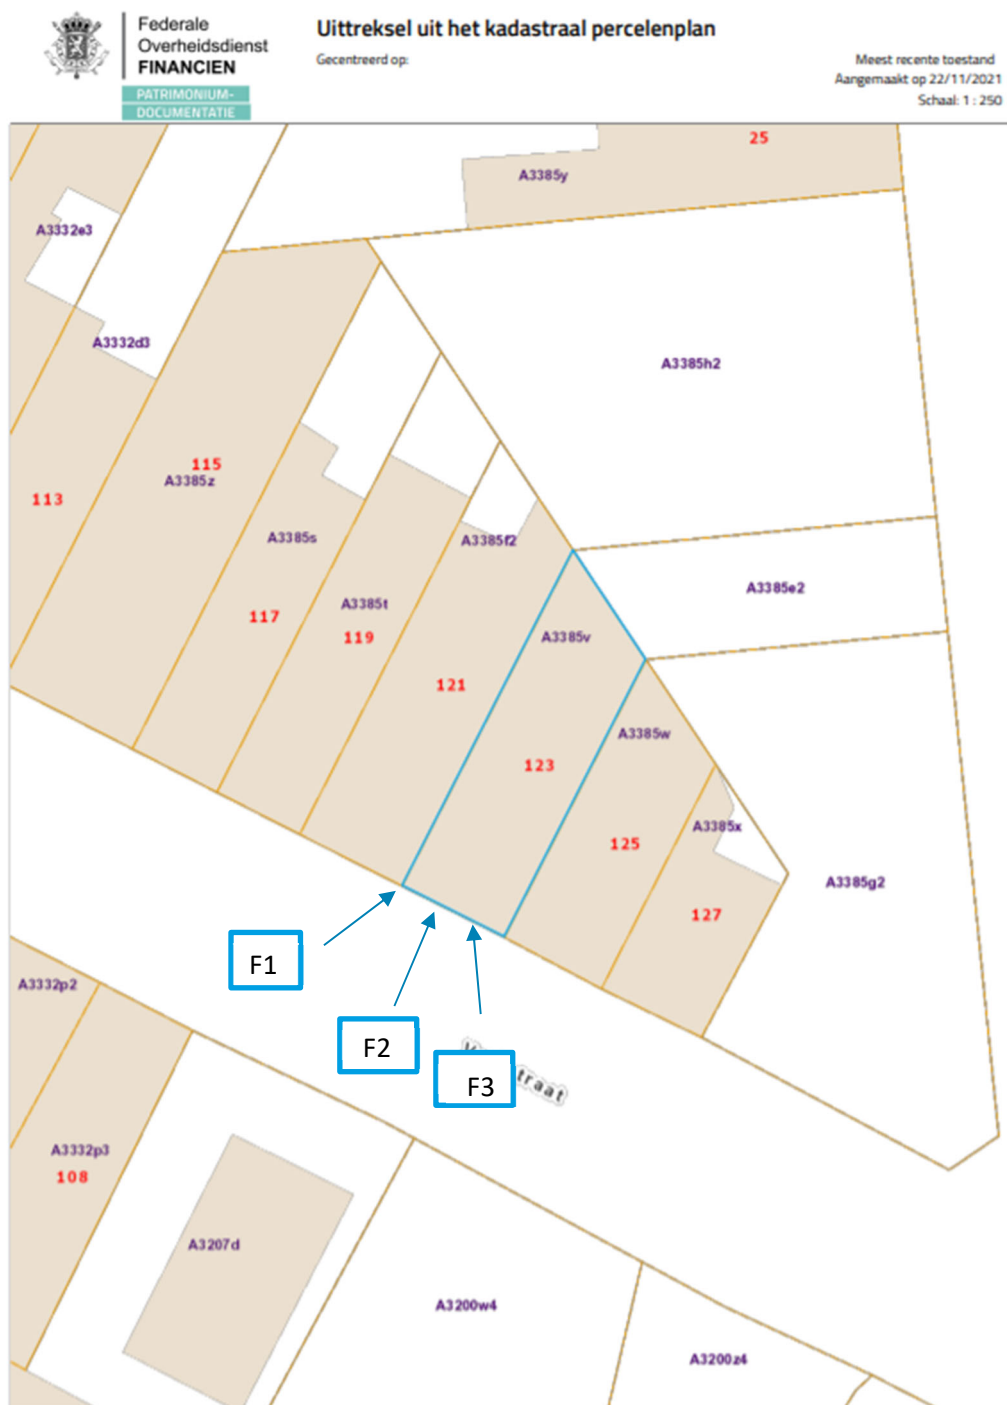 Federale
Overheidsdienst
FINANCIEN
PATRIMONIUM-
DOCUMENTATIE
Uittreksel uit het kadastraal percelenplan
Gecentreerd op:
Meest recente toestand
Aangemaakt op 22/11/2021
Schaal: 1 : 250
25
A3385y
A3332e3
A3332d3
A3385h2
115
A3385z
113
A3385s
A3385f2
A3385e2
A3385t
117
119
A3385v
121
A3385w
123
A3385x
125
A3385g2
127
F1
A3332p2
F2
F3
traat
A3332p3
108
A3207d
A3200w4
A3200z4